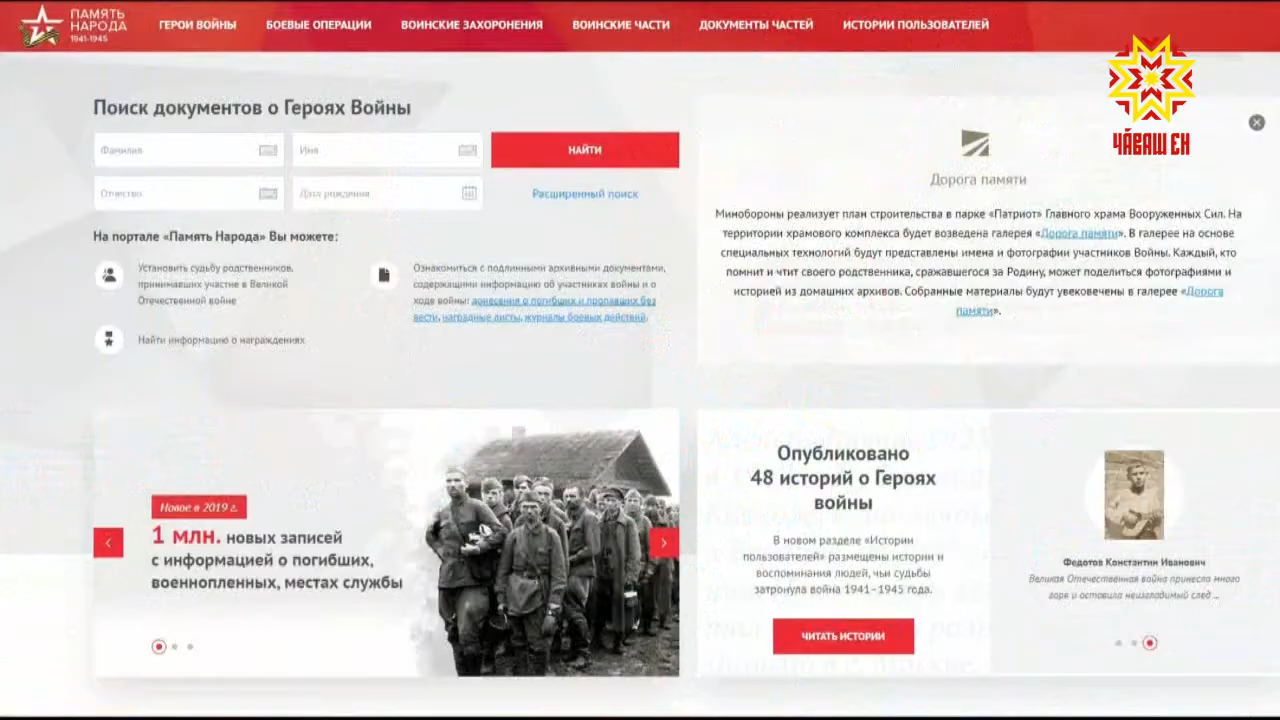 ПАМЯТЬ
НАРОДА
1941-1945
ГЕРОИ ВОЙНЫ
БОЕВЫЕ ОПЕРАЦИИ
ВОИНСКИЕ ЗАХОРОНЕНИЯ
ВОИНСКИЕ ЧАСТИ
ДОКУМЕНТЫ ЧАСТЕЙ
ИСТОРИИ ПОЛЬЗОВАТЕЛЕЙ
ЧӐВАШ ЕН
Поиск документов о Героях Войны
Фамилия
Имя
НАЙТИ
Отчество
Дата рождения
Расширенный поиск
На портале «Память Народа» Вы можете:
Установить судьбу родственников,
принимавших участие в Великой
Отечественной войне
Ознакомиться с подлинными архивными документами,
содержащими информацию об участниках войны и о
ходе войны: донесения о погибших и пропавших без
вести, наградные листы, журналы боевых действий.
Найти информацию о награждениях
Дорога памяти
Минобороны реализует план строительства в парке «Патриот» Главного храма Вооруженных Сил. На
территории храмового комплекса будет возведена галерея «Дорога памяти». В галерее на основе
специальных технологий будут представлены имена и фотографии участников Войны. Каждый, кто
помнит и чтит своего родственника, сражавшегося за Родину, может поделиться фотографиями и
историей из домашних архивов. Собранные материалы будут увековечены в галерее «Дорога
памяти».
Новое в 2019 г.
1 млн. новых записей
с информацией о погибших,
военнопленных, местах службы
Опубликовано
48 историй о Героях
войны
В новом разделе «Истории
пользователей» размещены истории и
воспоминания людей, чьи судьбы
затронула война 1941–1945 года.
ЧИТАТЬ ИСТОРИИ
Федотов Константин Иванович
Великая Отечественная война принесла много
горя и оставила неизгладимый след ...